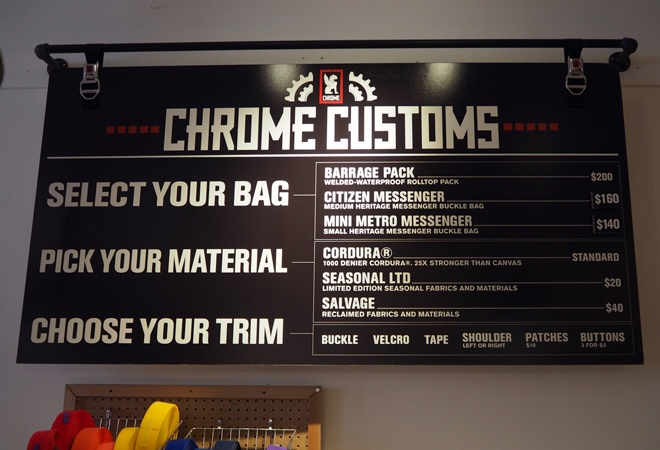 CHROME
CHROME CUSTOMS
SELECT YOUR BAG
BARRAGE PACK $200
WELDED-WATERPROOF ROLLTOP PACK
CITIZEN MESSENGER $160
MEDIUM HERITAGE MESSENGER BUCKLE BAG
MINI METRO MESSENGER $140
SMALL HERITAGE MESSENGER BUCKLE BAG
PICK YOUR MATERIAL
CORDURA® STANDARD
1000 DENIER CORDURA®. 25X STRONGER THAN CANVAS
SEASONAL LTD $20
LIMITED EDITION SEASONAL FABRICS AND MATERIALS
SALVAGE $40
RECLAIMED FABRICS AND MATERIALS
CHOOSE YOUR TRIM
BUCKLE VELCRO TAPE SHOULDER PATCHES BUTTONS
LEFT OR RIGHT $10 3 FOR $5